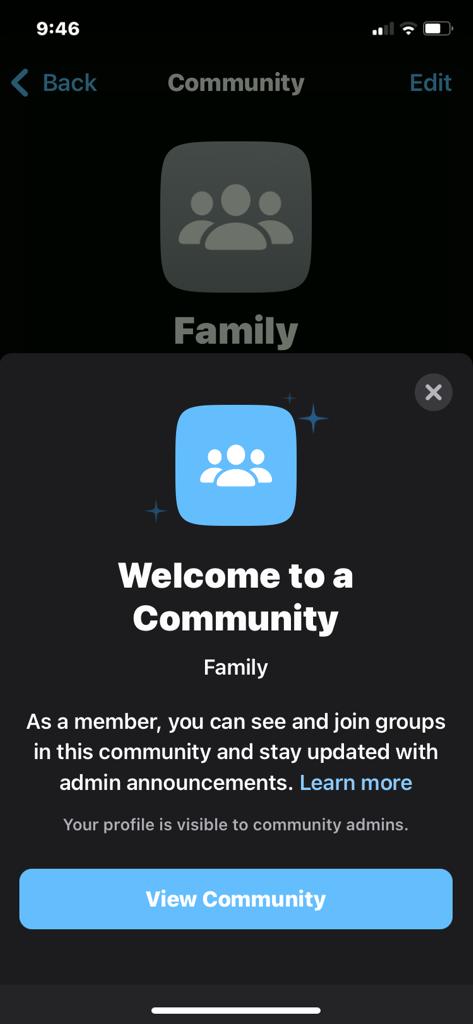 9:46
Back
Community
Edit
Family
Welcome to a
Community
Family
As a member, you can see and join groups
in this community and stay updated with
admin announcements. Learn more
Your profile is visible to community admins.
View Community